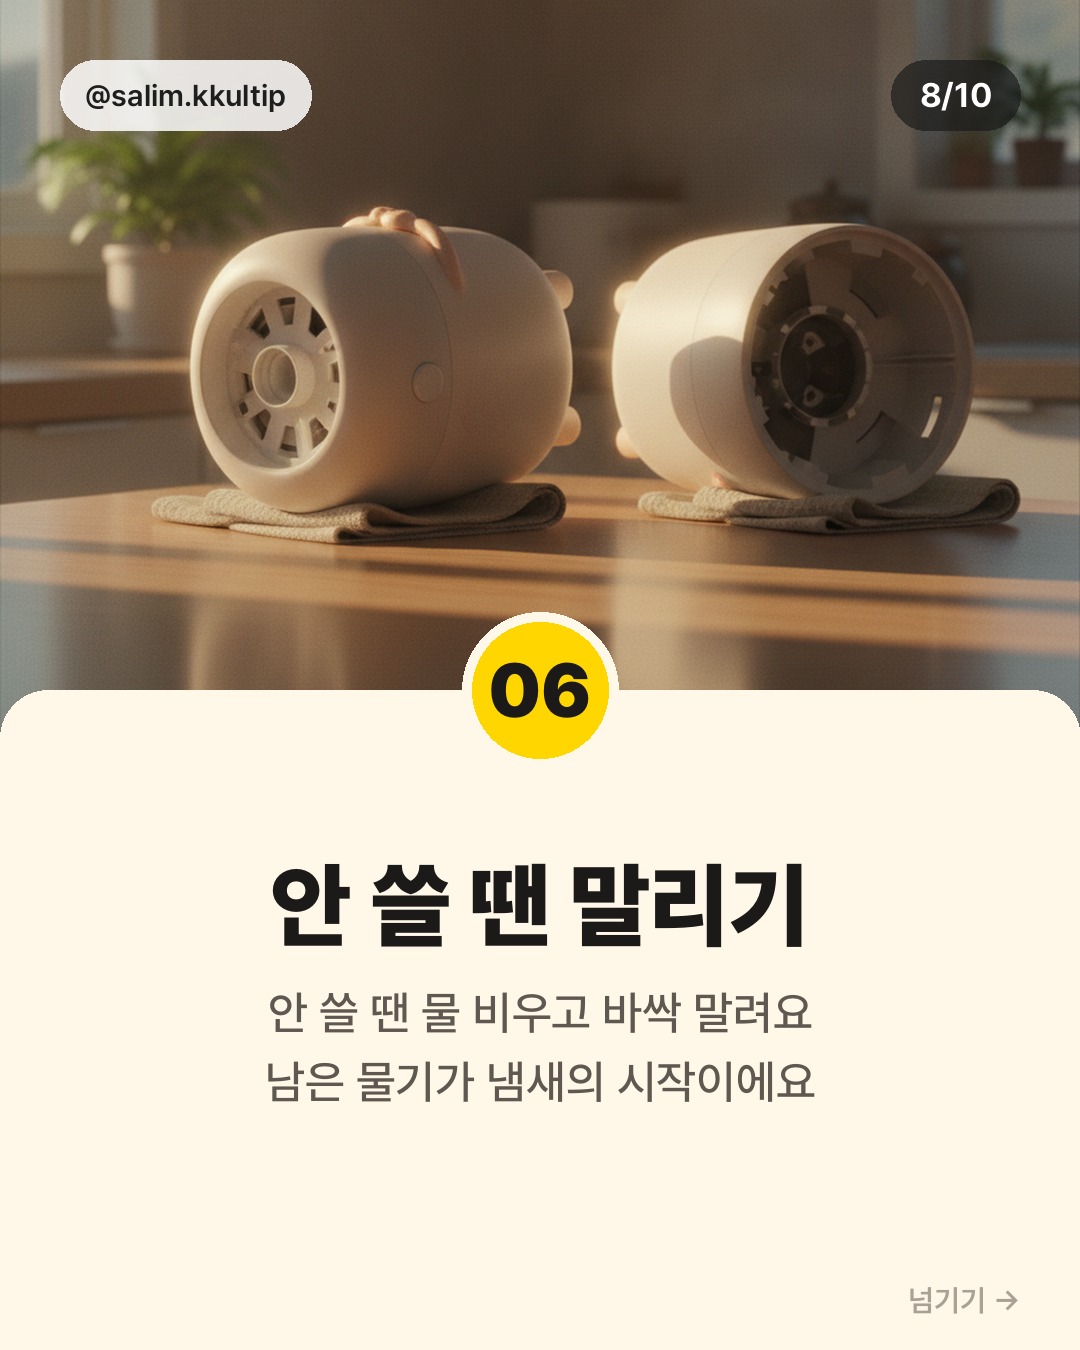 @salim.kkultip
8/10
06
안 쓸 땐 말리기
안 쓸 땐 물 비우고 바싹 말려요
남은 물기가 냄새의 시작이에요
넘기기 →